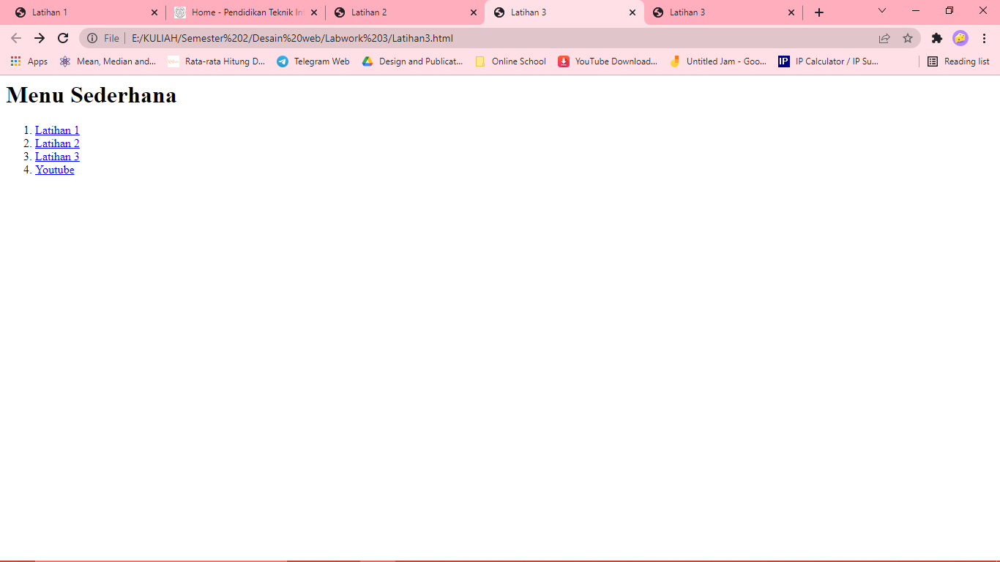 Latihan 1
Home - Pendidikan Teknik In
Latihan 2
Latihan 3
Latihan 3
File
E:/KULIAH/Semester%202/Desain%20web/Labwork%203/Latihan3.html
Apps
Mean, Median and...
Rata-rata Hitung D...
Telegram Web
Design and Publicat...
Online School
YouTube Download...
Untitled Jam - Goo...
IP
IP Calculator / IP Su...
Reading list
Menu Sederhana
1. Latihan 1
2. Latihan 2
3. Latihan 3
4. Youtube